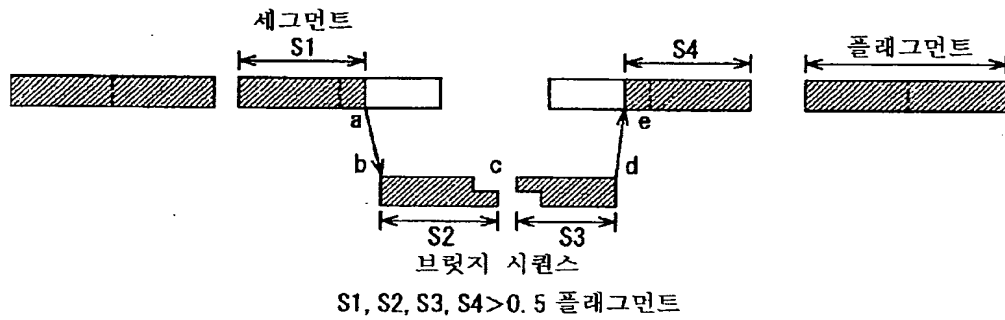 세그먼트
S1
S4
플래그먼트
a
e
b
c
d
S2
S3
브릿지 시퀀스
S1, S2, S3, S4>0.5 플래그먼트